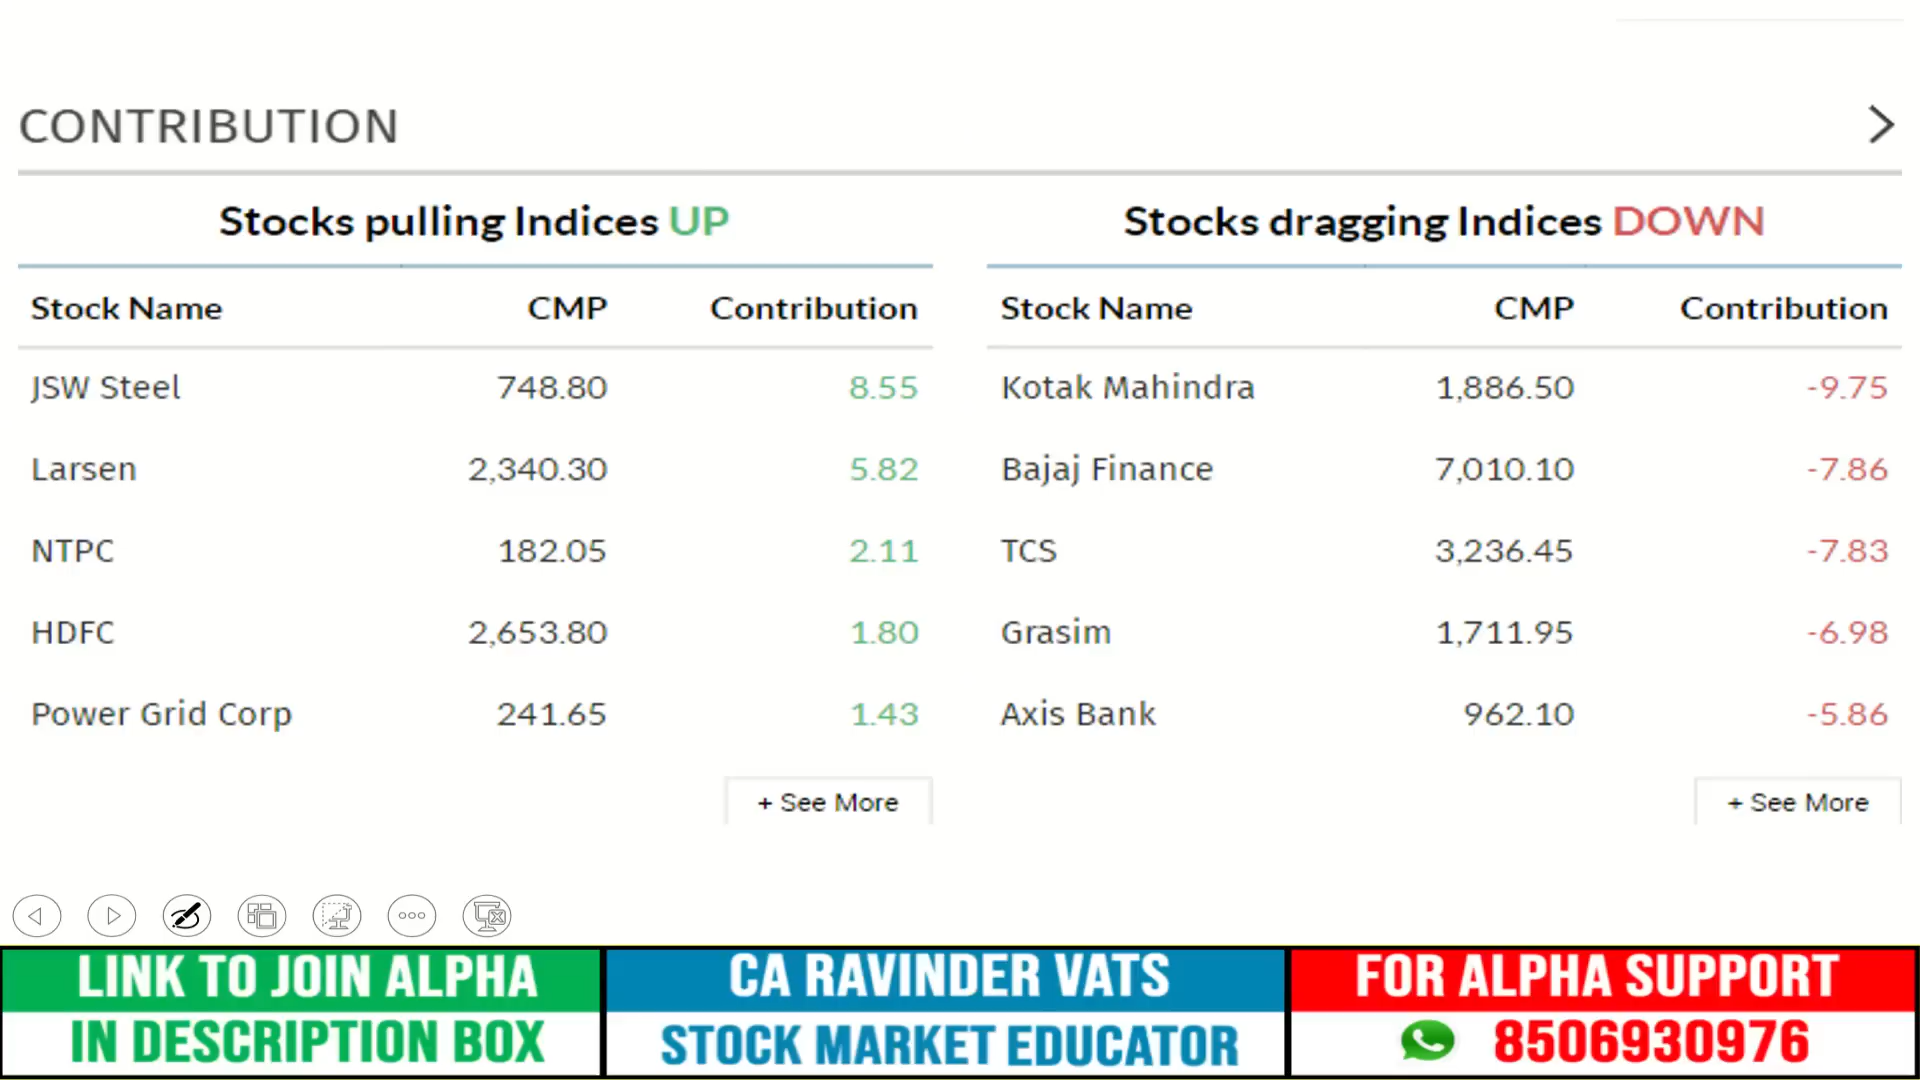 CONTRIBUTION
Stocks pulling Indices UP
Stock Name CMP Contribution
JSW Steel 748.80 8.55
Larsen 2,340.30 5.82
NTPC 182.05 2.11
HDFC 2,653.80 1.80
Power Grid Corp 241.65 1.43
+ See More
Stocks dragging Indices DOWN
Stock Name CMP Contribution
Kotak Mahindra 1,886.50 -9.75
Bajaj Finance 7,010.10 -7.86
TCS 3,236.45 -7.83
Grasim 1,711.95 -6.98
Axis Bank 962.10 -5.86
+ See More
LINK TO JOIN ALPHA
IN DESCRIPTION BOX
CA RAVINDER VATS
STOCK MARKET EDUCATOR
FOR ALPHA SUPPORT
8506930976